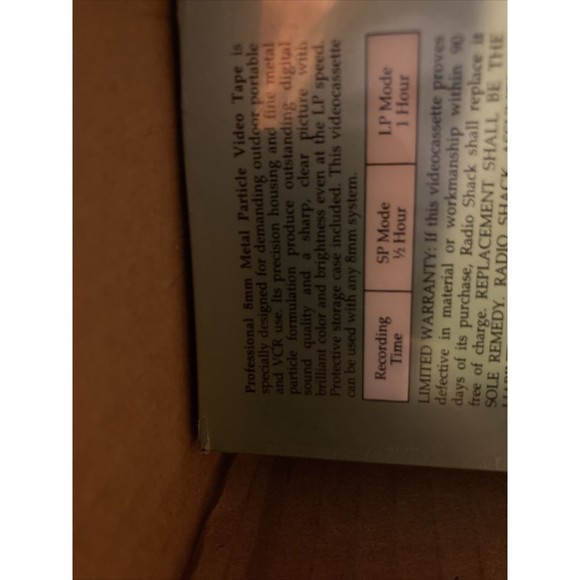 Professional 8mm Metal Particle Video Tape is
specially designed for demanding outdoor portable
and VCR use. Its precision housing and fine metal
particle formulation produce outstanding digital
sound quality and a sharp, clear picture with
brilliant color and brightness even at the LP speed.
Protective storage case included. This videocassette
can be used with any 8mm system.
Recording Time
SP Mode
½ Hour
LP Mode
1 Hour
LIMITED WARRANTY: If this videocassette proves
defective in material or workmanship within 90
days of its purchase, Radio Shack shall replace it
free of charge. REPLACEMENT SHALL BE THE
SOLE REMEDY. RADIO SHACK